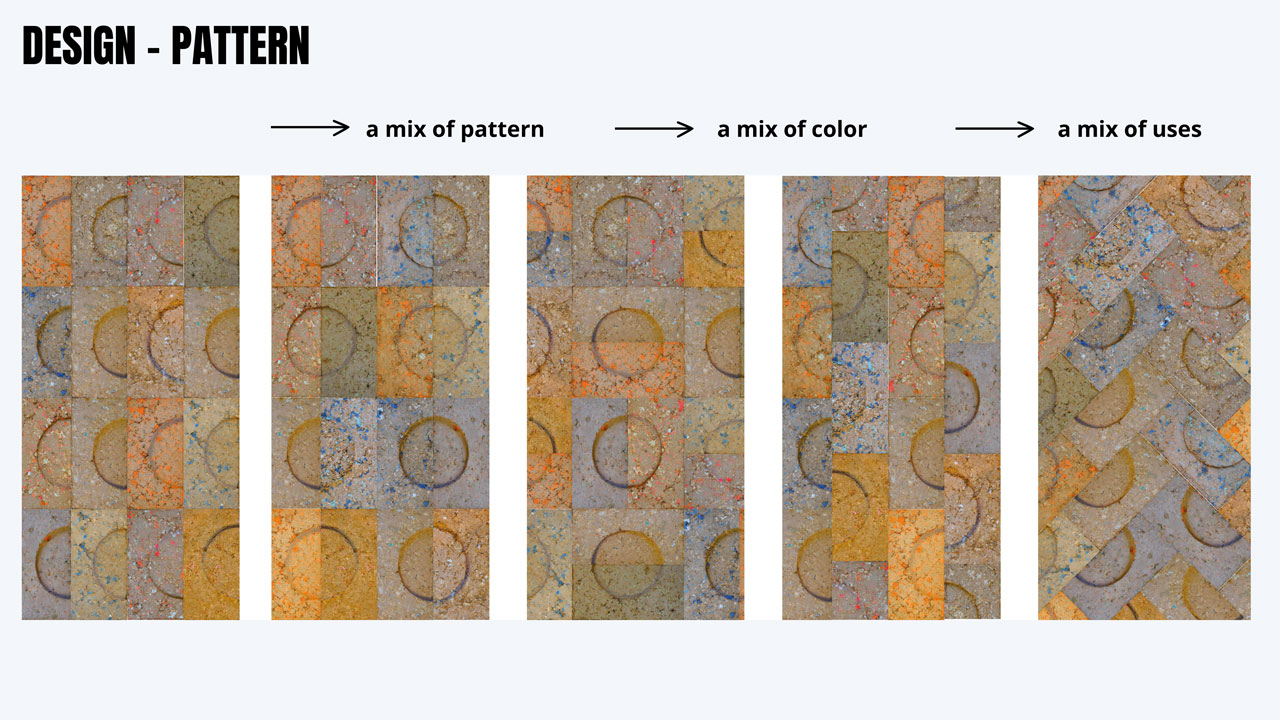 DESIGN - PATTERN
a mix of pattern
a mix of color
a mix of uses